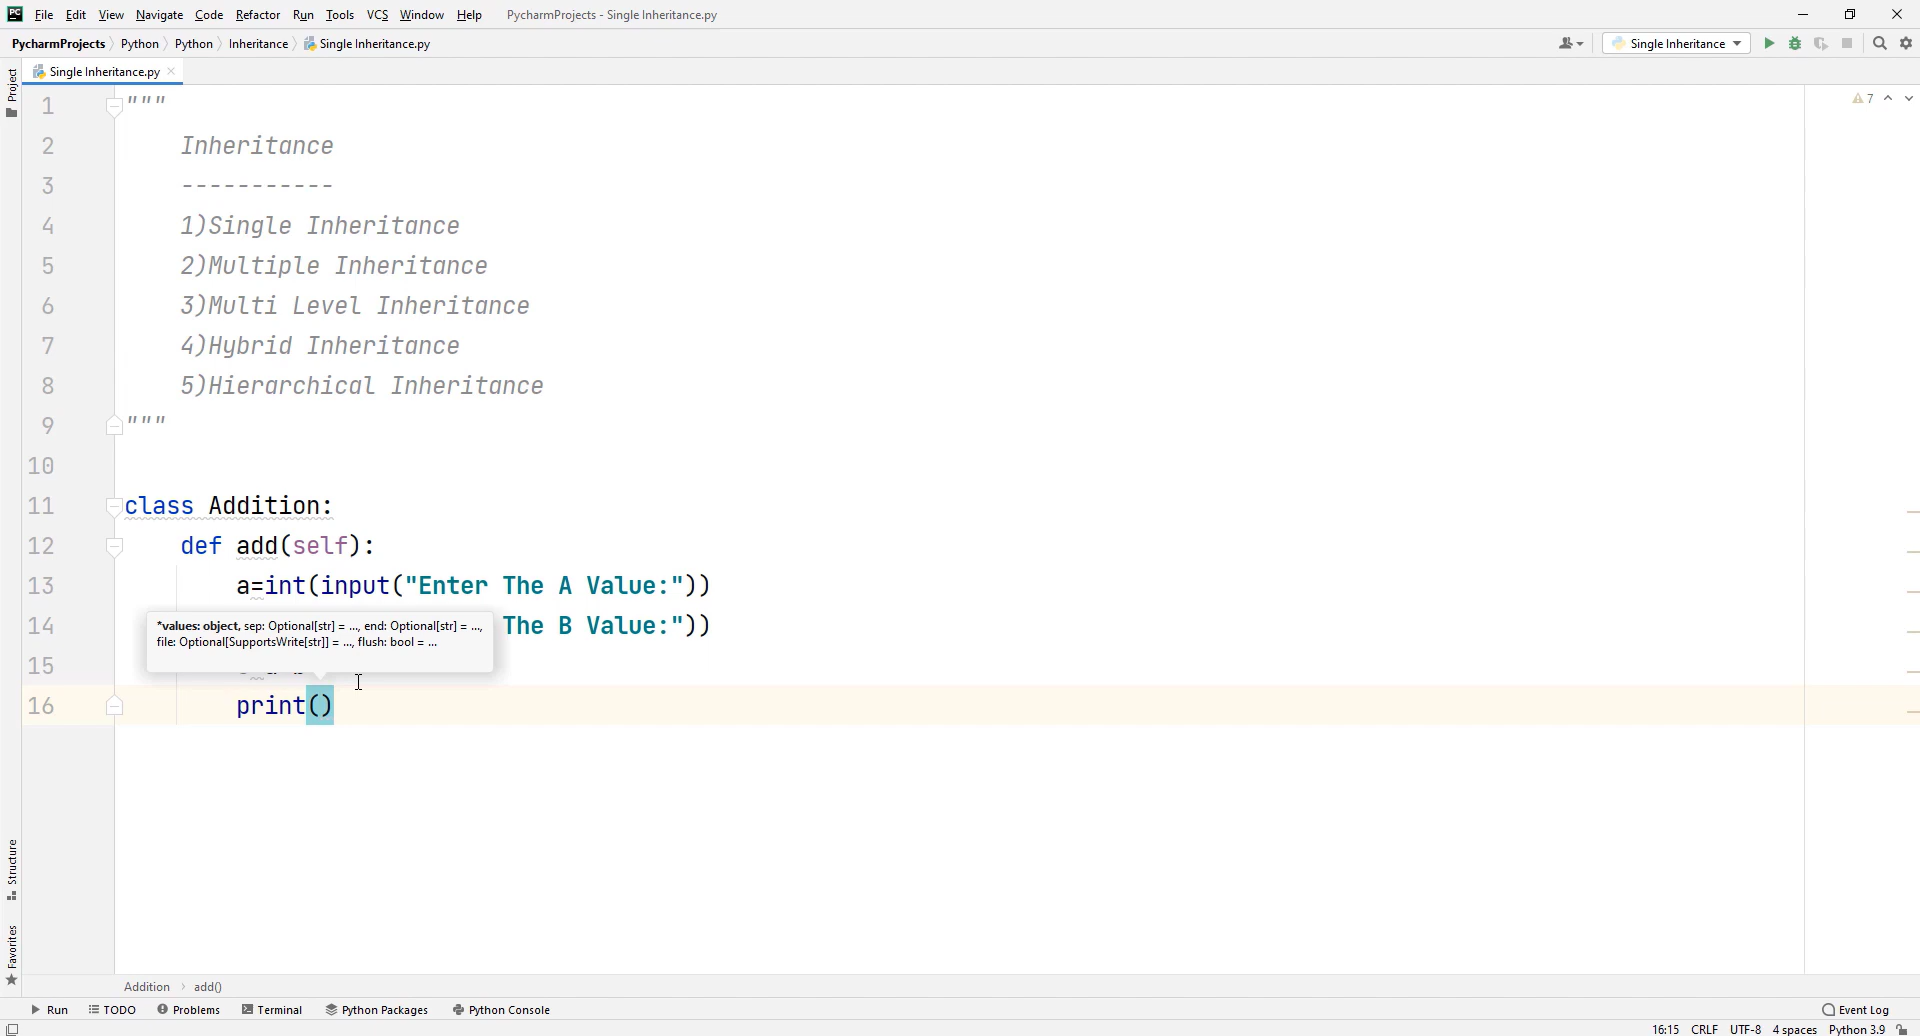 PC File Edit View Navigate Code Refactor Run Tools VCS Window Help PycharmProjects - Single Inheritance.py
PycharmProjects Python Python Inheritance Single Inheritance.py Single Inheritance
Project
Single Inheritance.py
7
1 """
2 Inheritance
3 -----------
4 1)Single Inheritance
5 2)Multiple Inheritance
6 3)Multi Level Inheritance
7 4)Hybrid Inheritance
8 5)Hierarchical Inheritance
9 """
10
11 class Addition:
12 def add(self):
13 a=int(input("Enter The A Value:"))
14 The B Value:"))
*values: object, sep: Optional[str] = ..., end: Optional[str] = ...,
file: Optional[SupportsWrite[str]] = ..., flush: bool = ...
15
16 print()
Structure
Favorites
Addition add()
Run TODO Problems Terminal Python Packages Python Console Event Log
16:15 CRLF UTF-8 4 spaces Python 3.9